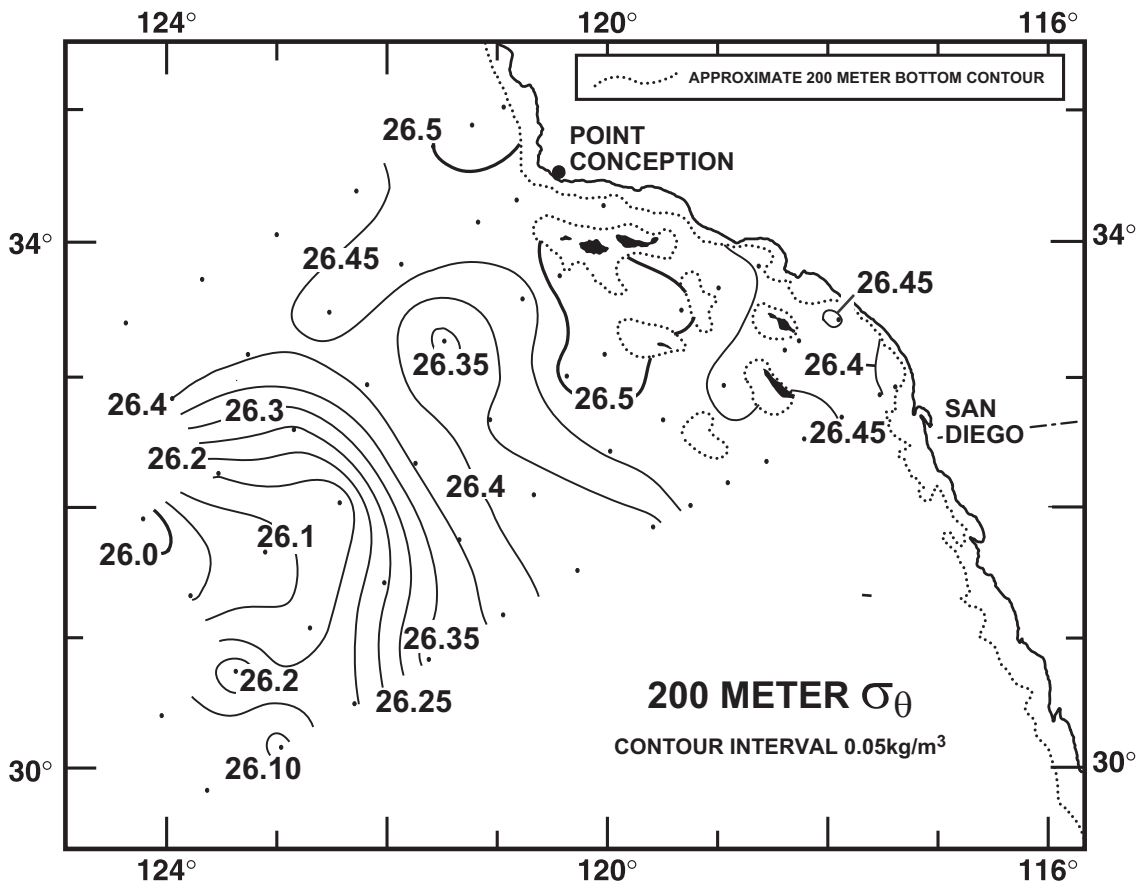 124° 120° 116°
APPROXIMATE 200 METER BOTTOM CONTOUR
26.5
POINT
CONCEPTION
34° 34°
26.45
26.45
26.35
26.4
26.4
26.3
26.5
SAN
DIEGO
26.45
26.2
26.4
26.1
26.0
26.35
26.2
26.25
200 METER σθ
CONTOUR INTERVAL 0.05kg/m³
26.10
30° 30°
124° 120° 116°